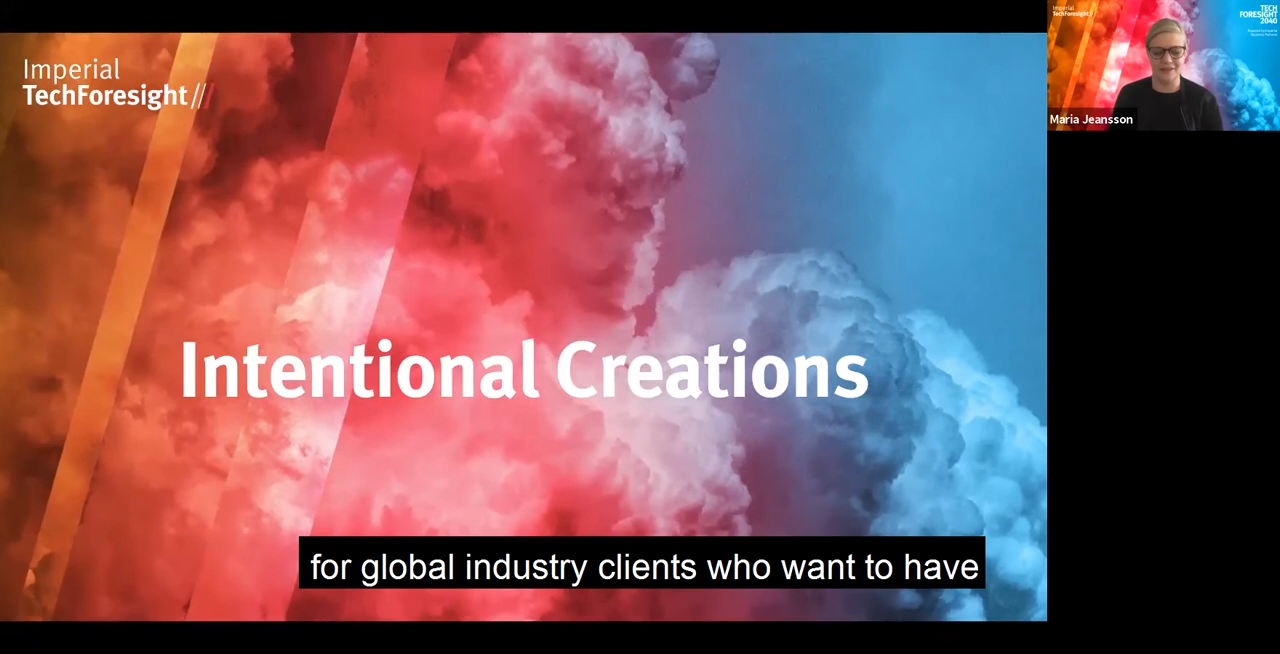 Imperial
TechForesight//
Intentional Creations
for global industry clients who want to have
Imperial
TechForesight//
TECH
FORESIGHT
2040
Maria Jeansson